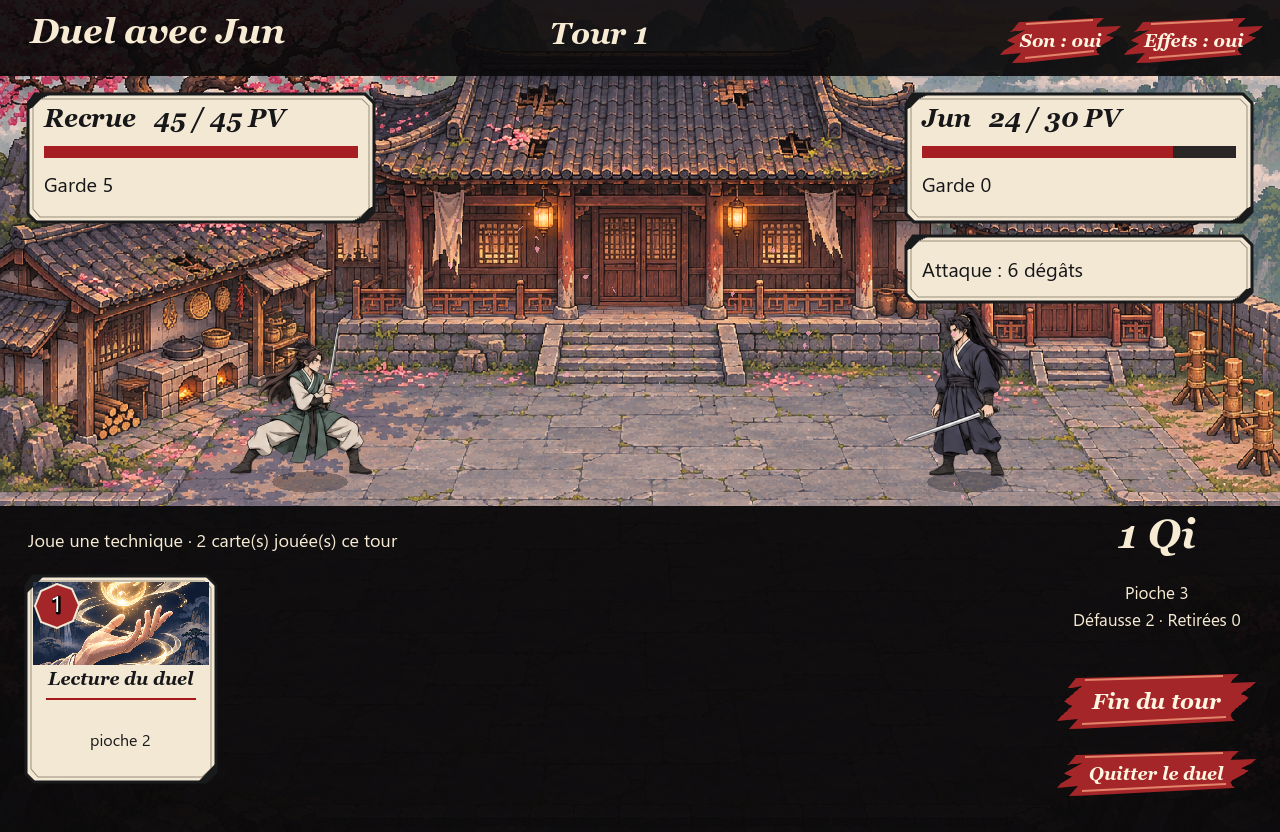 Duel avec Jun
Tour 1
Son : oui
Effets : oui
Recrue 45 / 45 PV
Garde 5
Jun 24 / 30 PV
Garde 0
Attaque : 6 dégâts
Joue une technique · 2 carte(s) jouée(s) ce tour
1
Lecture du duel
pioche 2
1 Qi
Pioche 3
Défausse 2 · Retirées 0
Fin du tour
Quitter le duel